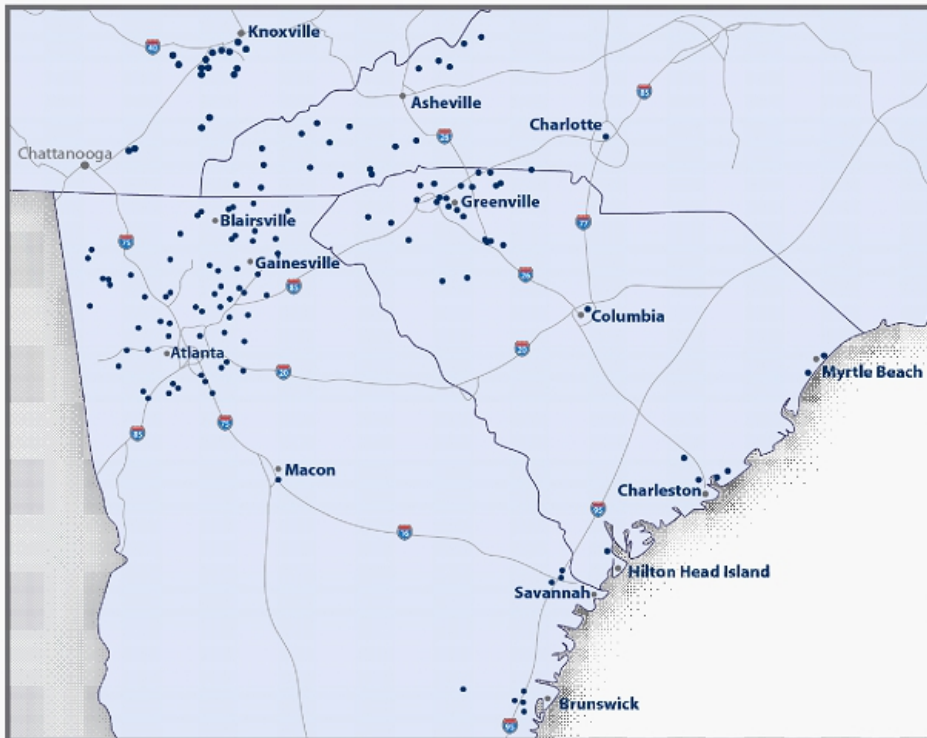 Knoxville
40
Asheville
85
Charlotte
26
Chattanooga
Greenville
Blairsville
77
75
Gainesville
26
85
Columbia
20
Atlanta
20
Myrtle Beach
75
85
Macon
Charleston
95
16
Hilton Head Island
Savannah
Brunswick
95